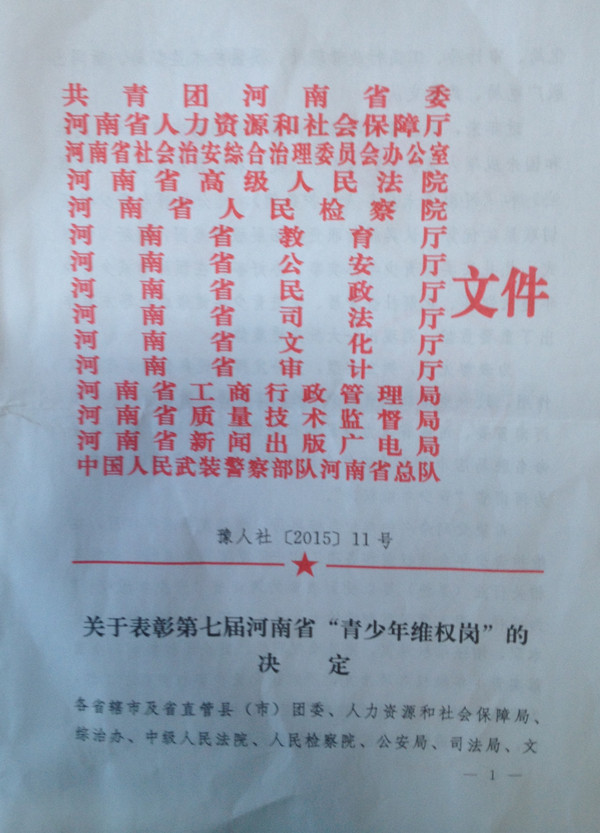 共青团河南省委
河南省人力资源和社会保障厅
河南省社会治安综合治理委员会办公室
河南省高级人民法院
河南省人民检察院
河南省教育厅
河南省公安厅
河南省民政厅
河南省司法厅
河南省文化厅
河南省审计厅
河南省工商行政管理局
河南省质量技术监督局
河南省新闻出版广电局
中国人民武装警察部队河南省总队
文件
豫人社〔2015〕11号
关于表彰第七届河南省“青少年维权岗”的
决 定
各省辖市及省直管县（市）团委、人力资源和社会保障局、
综治办、中级人民法院、人民检察院、公安局、司法局、文
— 1 —